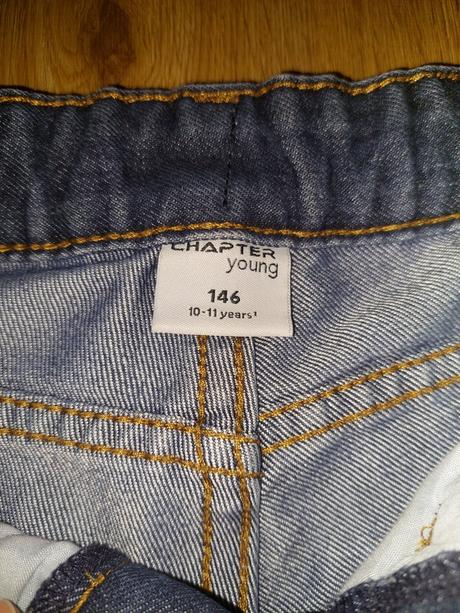 CHAPTER
young
146
10-11 years¹